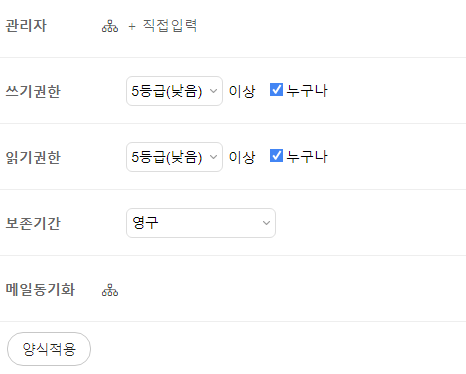 관리자 + 직접입력
쓰기권한 5등급(낮음) 이상 누구나
읽기권한 5등급(낮음) 이상 누구나
보존기간 영구
메일동기화
양식적용